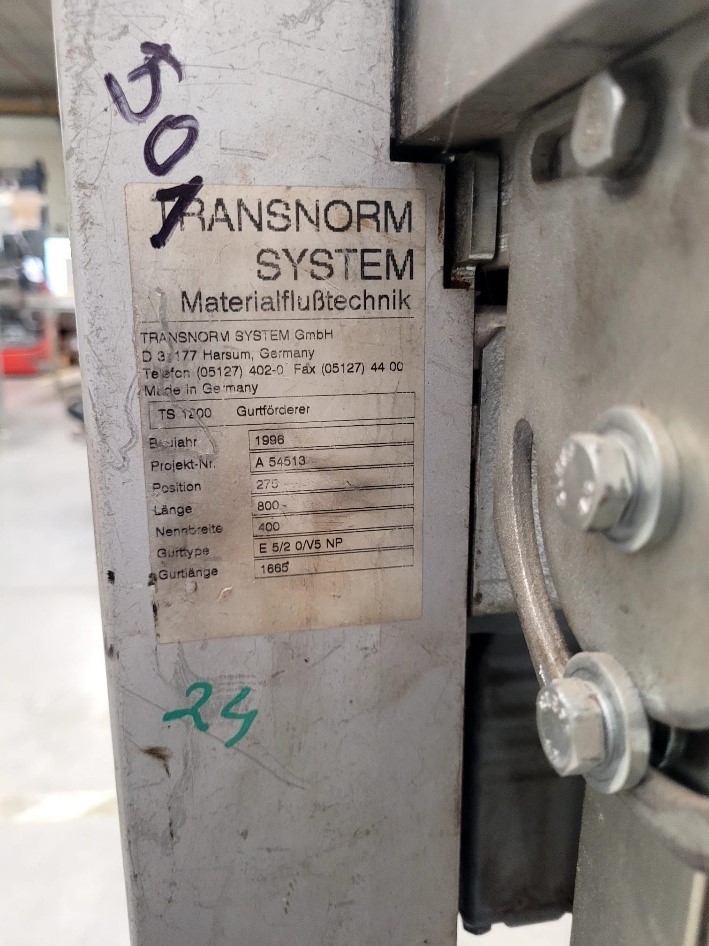 501
TRANSNORM
SYSTEM
Materialflußtechnik
TRANSNORM SYSTEM GmbH
D 31177 Harsum, Germany
Telefon (05127) 402-0 Fax (05127) 44 00
Made in Germany
TS 1200 Gurtförderer
Baujahr 1996
Projekt-Nr. A 54513
Position
Länge 800
Nennbreite 400
Gurttype E 5/2 0/V5 NP
Gurtlänge 1665
24